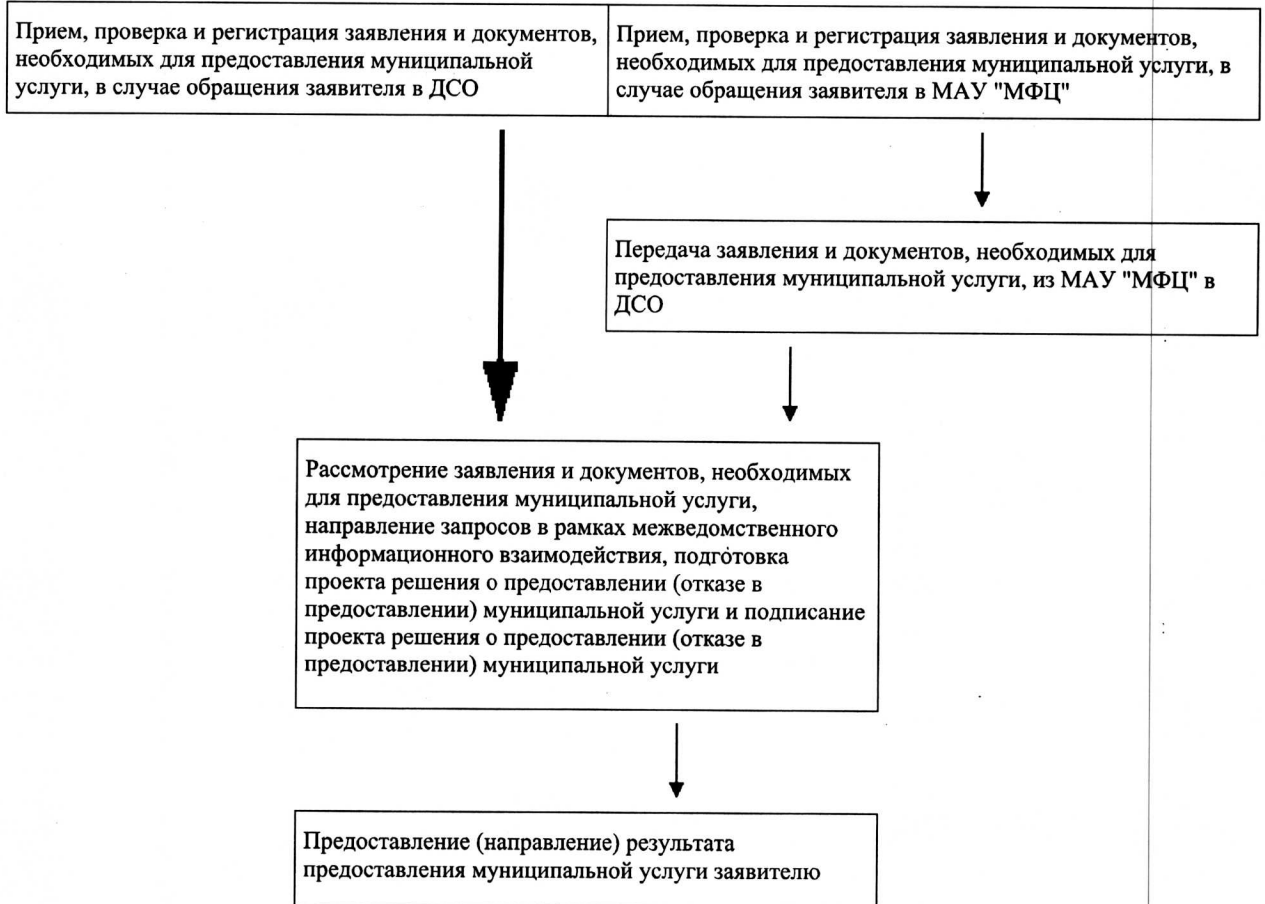 Прием, проверка и регистрация заявления и документов,
необходимых для предоставления муниципальной
услуги, в случае обращения заявителя в ДСО
Прием, проверка и регистрация заявления и документов,
необходимых для предоставления муниципальной услуги, в
случае обращения заявителя в МАУ "МФЦ"
Передача заявления и документов, необходимых для
предоставления муниципальной услуги, из МАУ "МФЦ" в
ДСО
Рассмотрение заявления и документов, необходимых
для предоставления муниципальной услуги,
направление запросов в рамках межведомственного
информационного взаимодействия, подготовка
проекта решения о предоставлении (отказе в
предоставлении) муниципальной услуги и подписание
проекта решения о предоставлении (отказе в
предоставлении) муниципальной услуги
Предоставление (направление) результата
предоставления муниципальной услуги заявителю